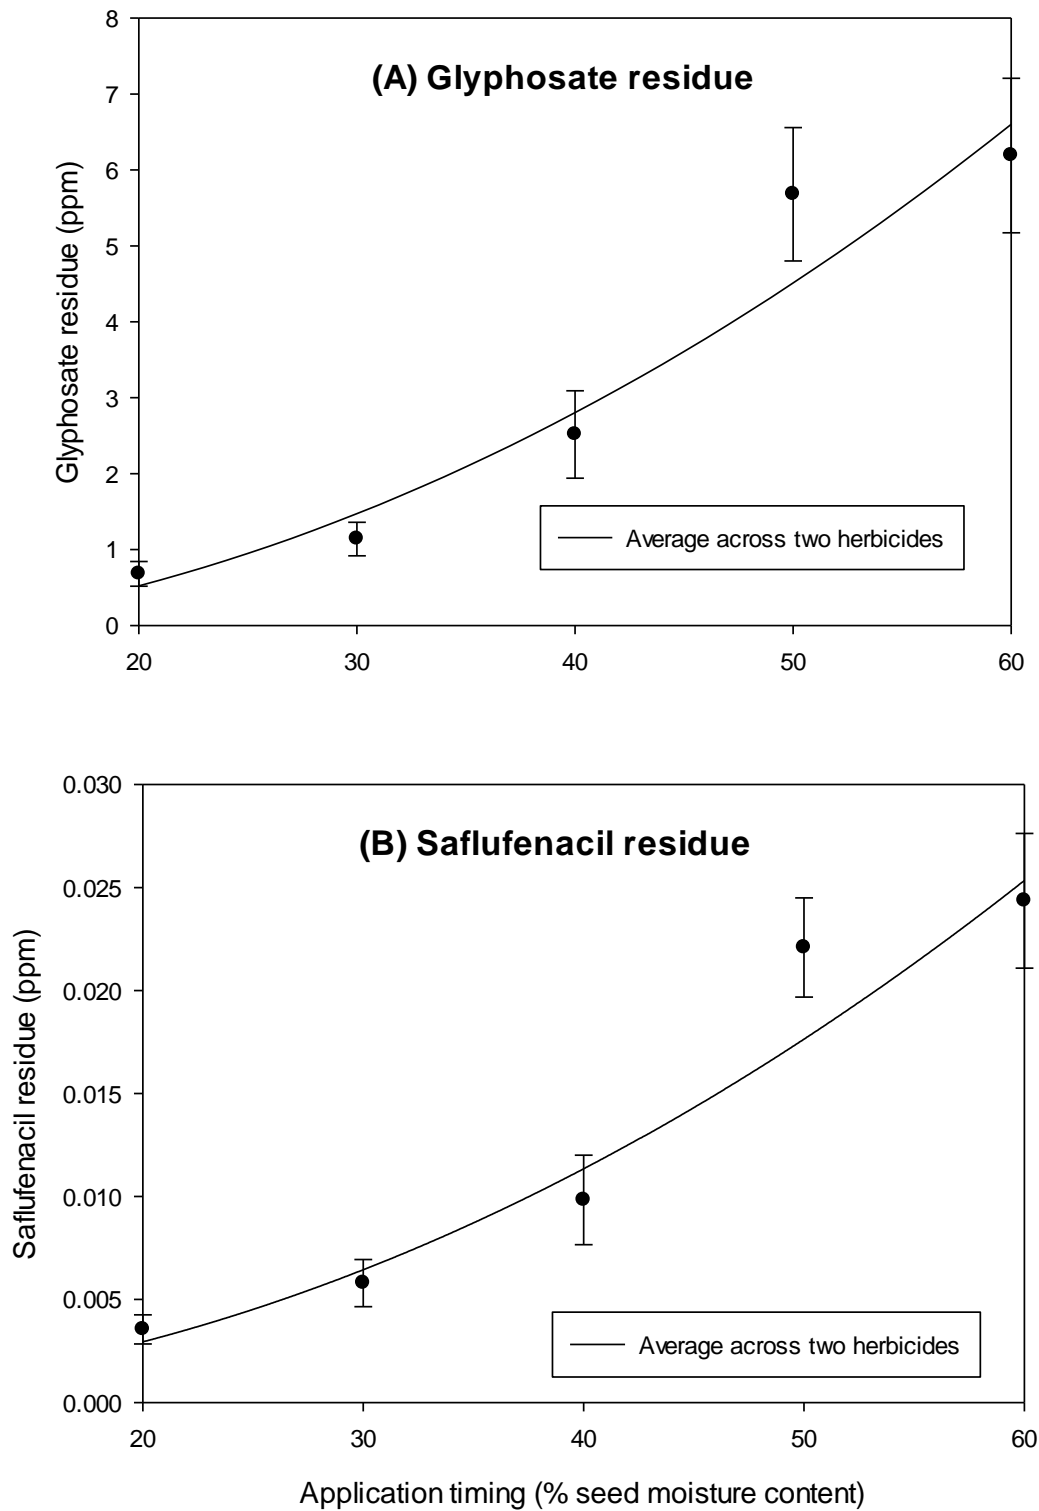 8
(A) Glyphosate residue
7
6
5
4
3
2
1
0
Glyphosate residue (ppm)
Average across two herbicides
20 30 40 50 60
0.030
(B) Saflufenacil residue
0.025
0.020
0.015
0.010
0.005
0.000
Saflufenacil residue (ppm)
Average across two herbicides
20 30 40 50 60
Application timing (% seed moisture content)